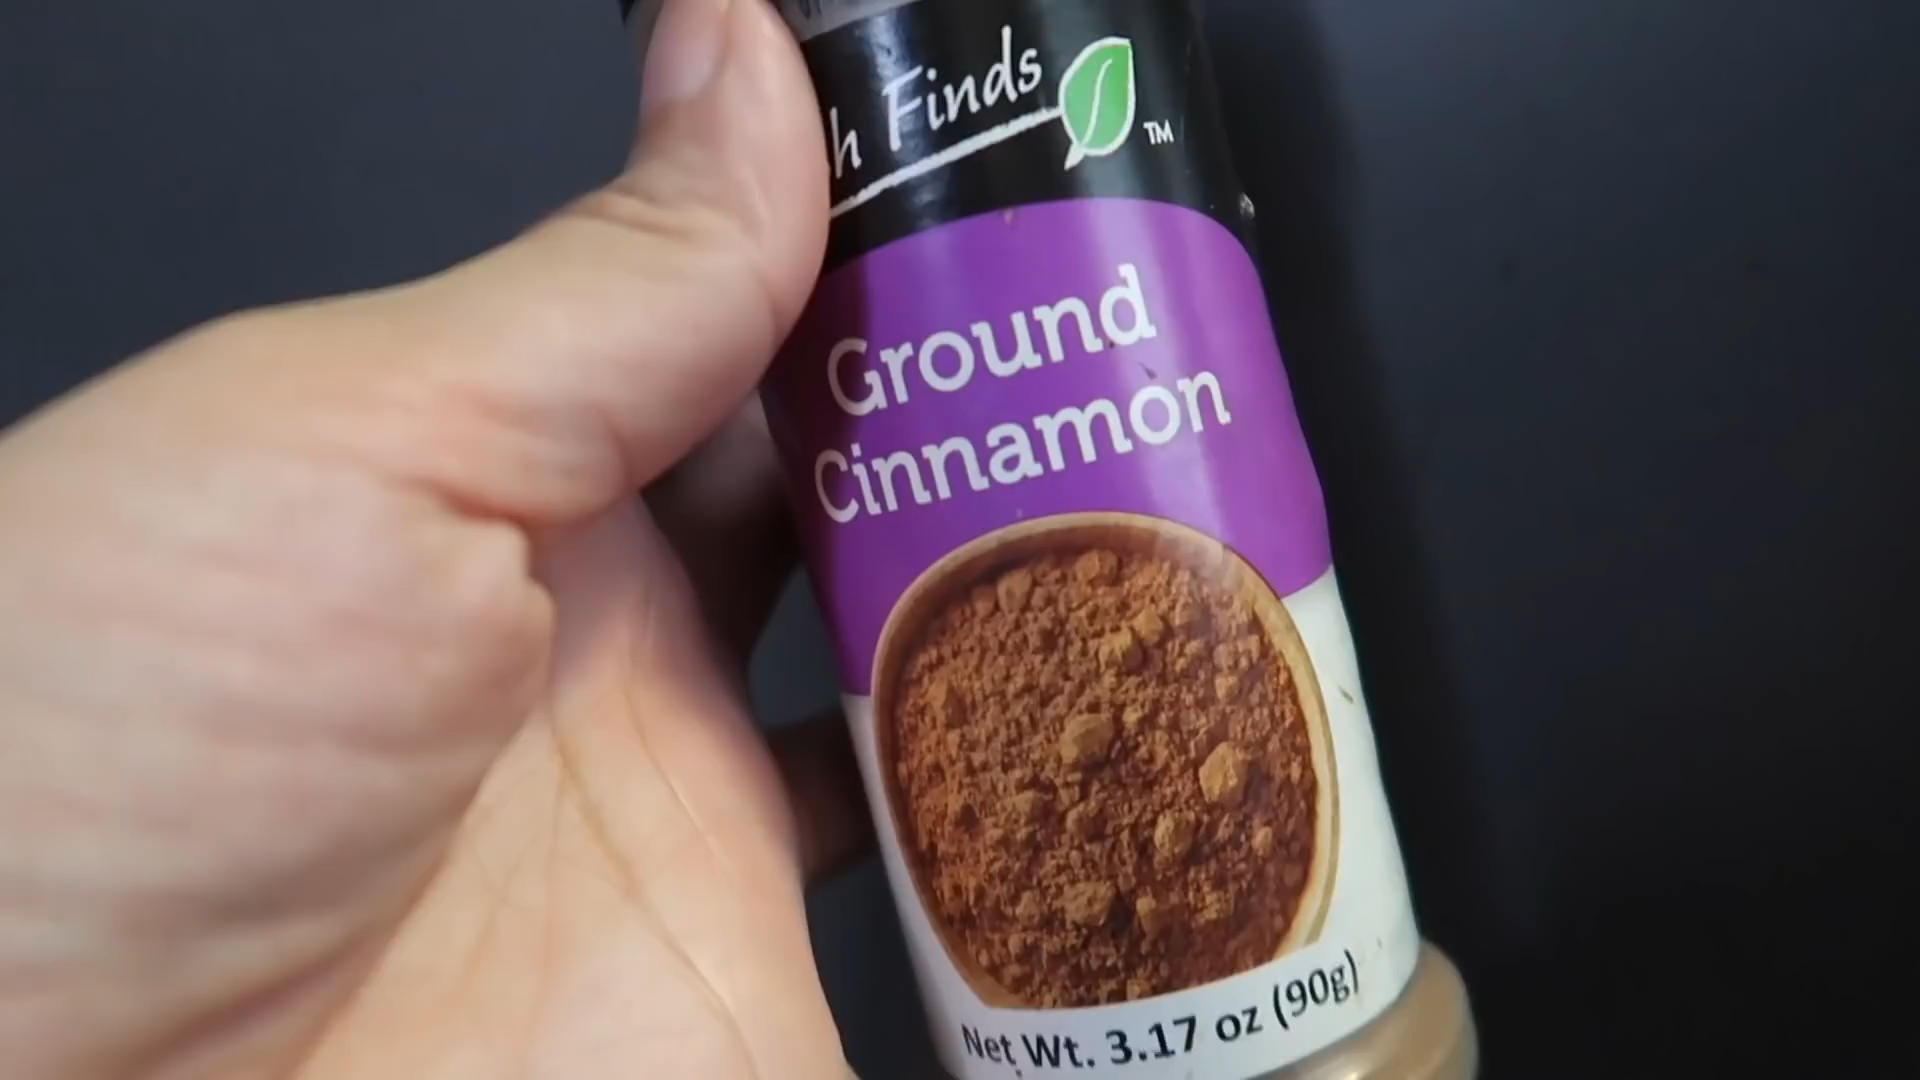 h Finds
TM
Ground
Cinnamon
Net Wt. 3.17 oz (90g)